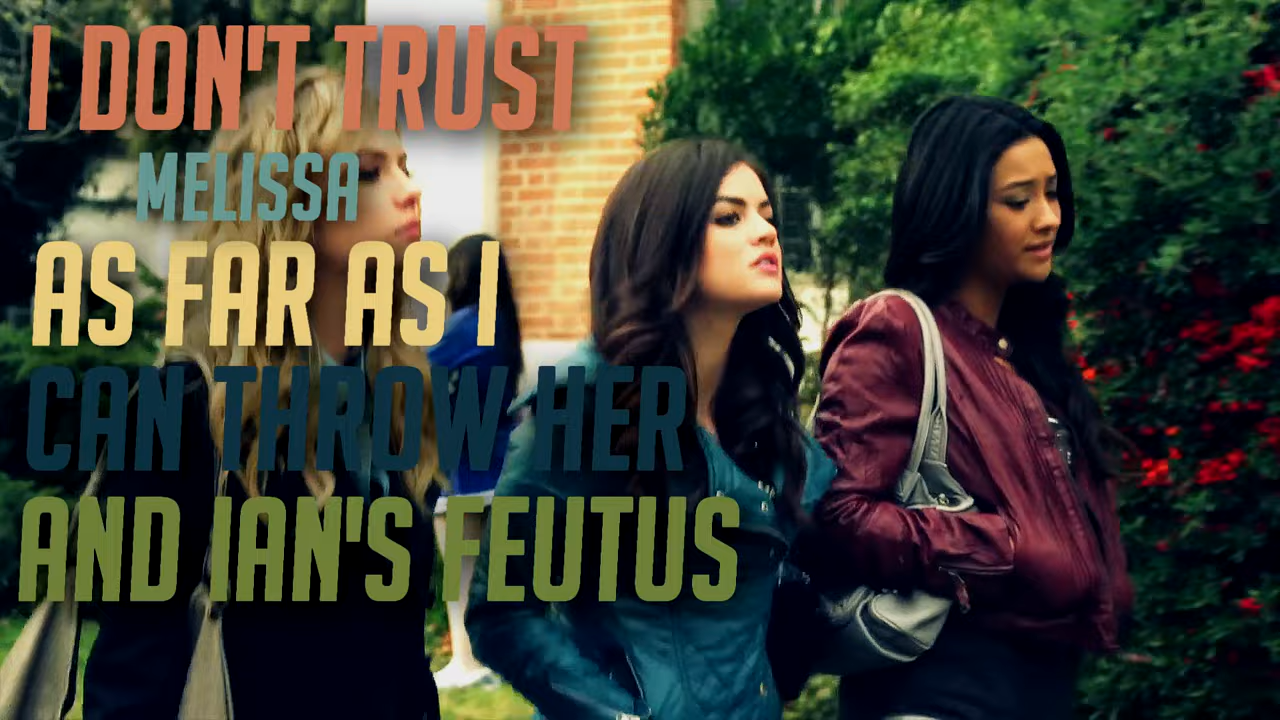 I DON'T TRUST
MELISSA
AS FAR AS I
CAN THROW HER
AND IAN'S FEUTUS